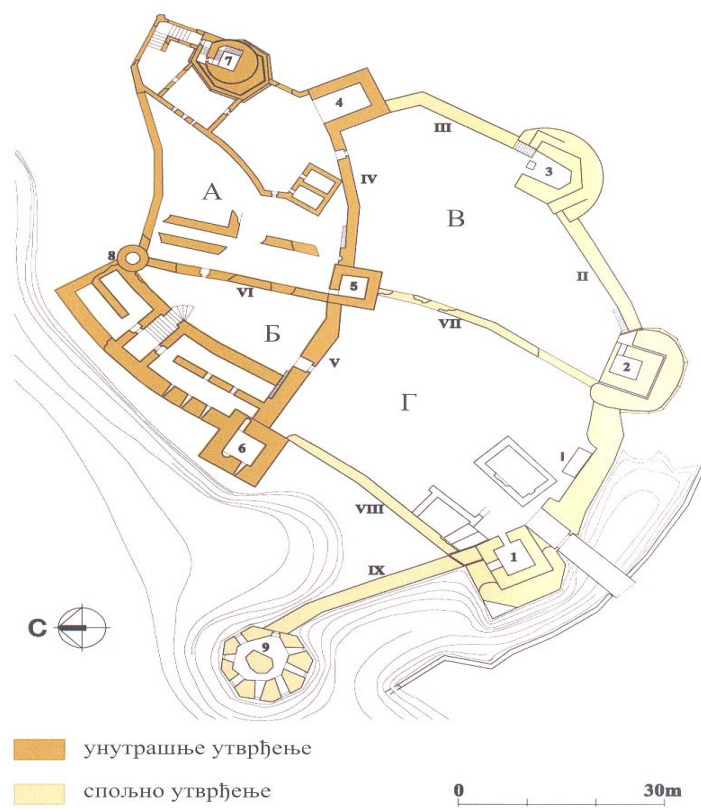 7
4
III
3
IV
А
В
II
8
VI
5
VII
2
Б
V
Г
6
I
VIII
1
IX
С
9
унутрашње утврђење
спољно утврђење
0 30m